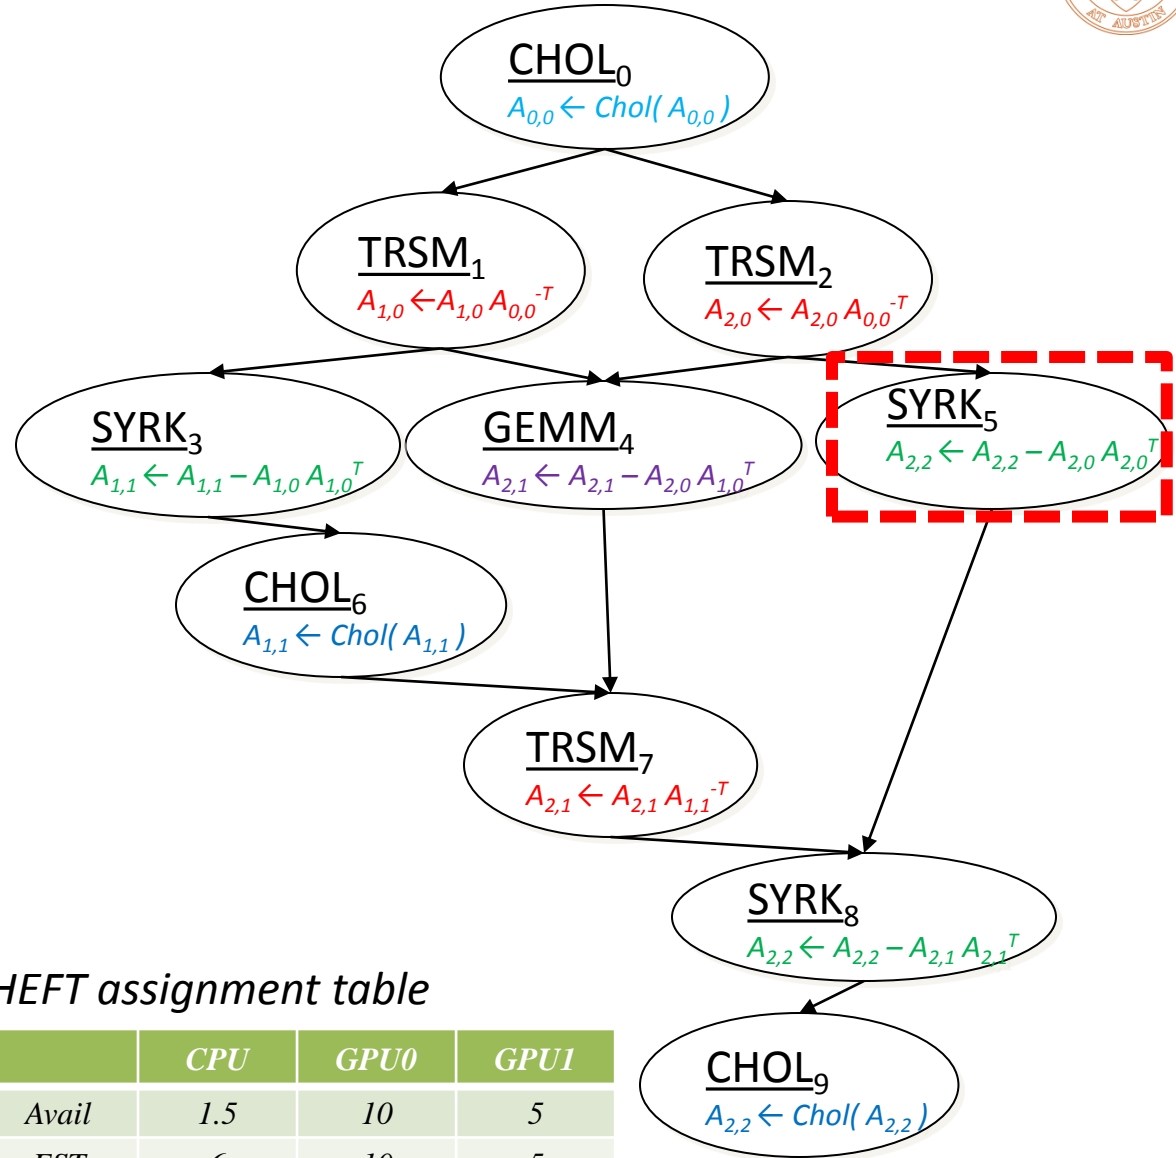 AT AUSTIN
CHOL₀
A₀,₀ ← Chol( A₀,₀ )
TRSM₁
A₁,₀ ← A₁,₀ A₀,₀⁻ᵀ
TRSM₂
A₂,₀ ← A₂,₀ A₀,₀⁻ᵀ
SYRK₃
A₁,₁ ← A₁,₁ – A₁,₀ A₁,₀ᵀ
GEMM₄
A₂,₁ ← A₂,₁ – A₂,₀ A₁,₀ᵀ
SYRK₅
A₂,₂ ← A₂,₂ – A₂,₀ A₂,₀ᵀ
CHOL₆
A₁,₁ ← Chol( A₁,₁ )
TRSM₇
A₂,₁ ← A₂,₁ A₁,₁⁻ᵀ
SYRK₈
A₂,₂ ← A₂,₂ – A₂,₁ A₂,₁ᵀ
HEFT assignment table
CPU GPU0 GPU1
Avail 1.5 10 5
CHOL₉
A₂,₂ ← Chol( A₂,₂ )